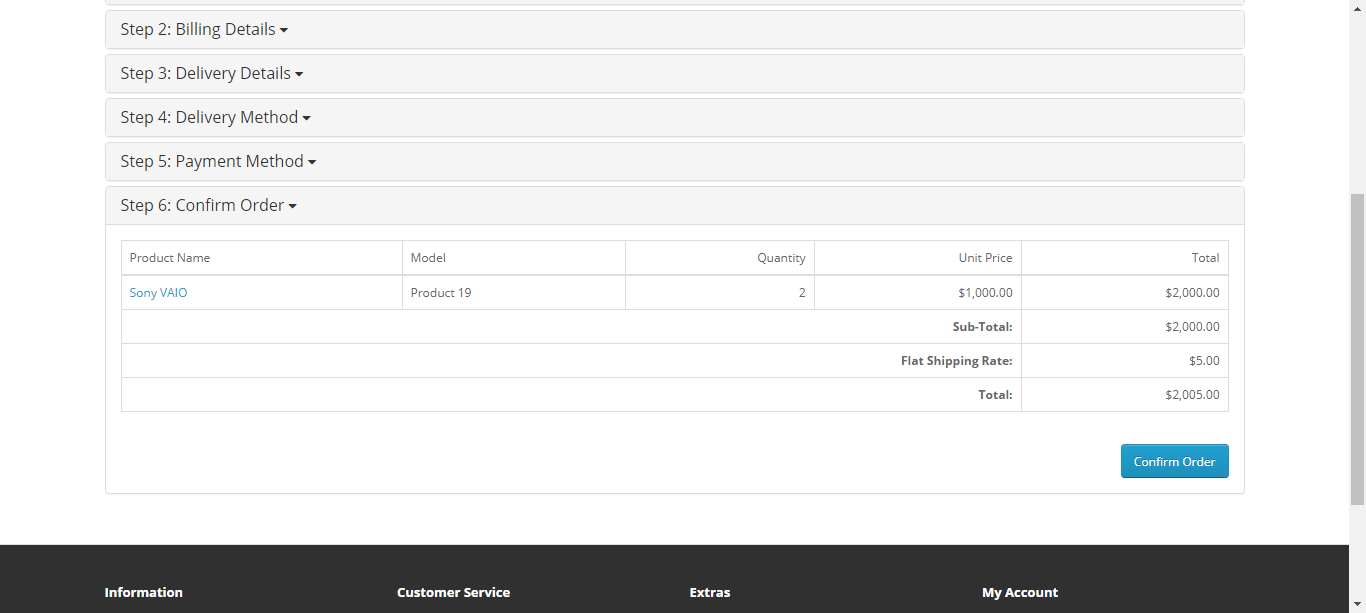 Step 2: Billing Details
Step 3: Delivery Details
Step 4: Delivery Method
Step 5: Payment Method
Step 6: Confirm Order
Product Name Model Quantity Unit Price Total
Sony VAIO Product 19 2 $1,000.00 $2,000.00
Sub-Total: $2,000.00
Flat Shipping Rate: $5.00
Total: $2,005.00
Confirm Order
Information Customer Service Extras My Account